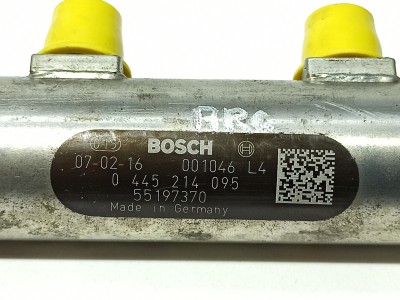 BOSCH
07-02-16 001046 L4
0 445 214 095
55197370
Made in Germany